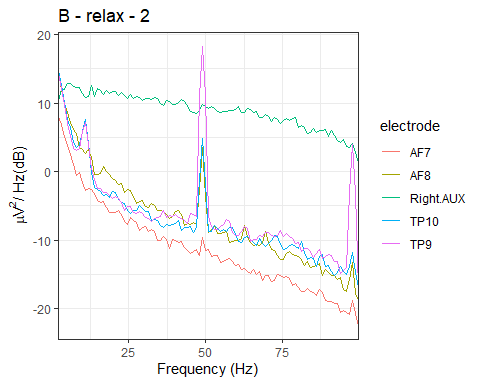 B - relax - 2
20
10
0
-10
-20
μV²/ Hz(dB)
25
50
75
Frequency (Hz)
electrode
AF7
AF8
Right.AUX
TP10
TP9